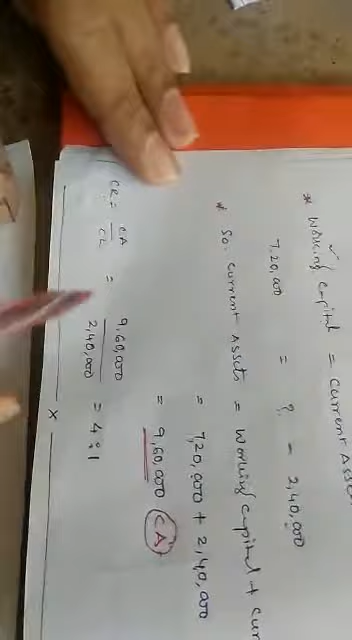 * Working Capital = Current Asse
7,20,000 = ? - 2,40,000
* So. Current Assets = Working Capital + Cur
= 7,20,000 + 2,40,000
= 9,60,000 (CA)
CR = CA/CL = 9,60,000/2,40,000 = 4:1
x